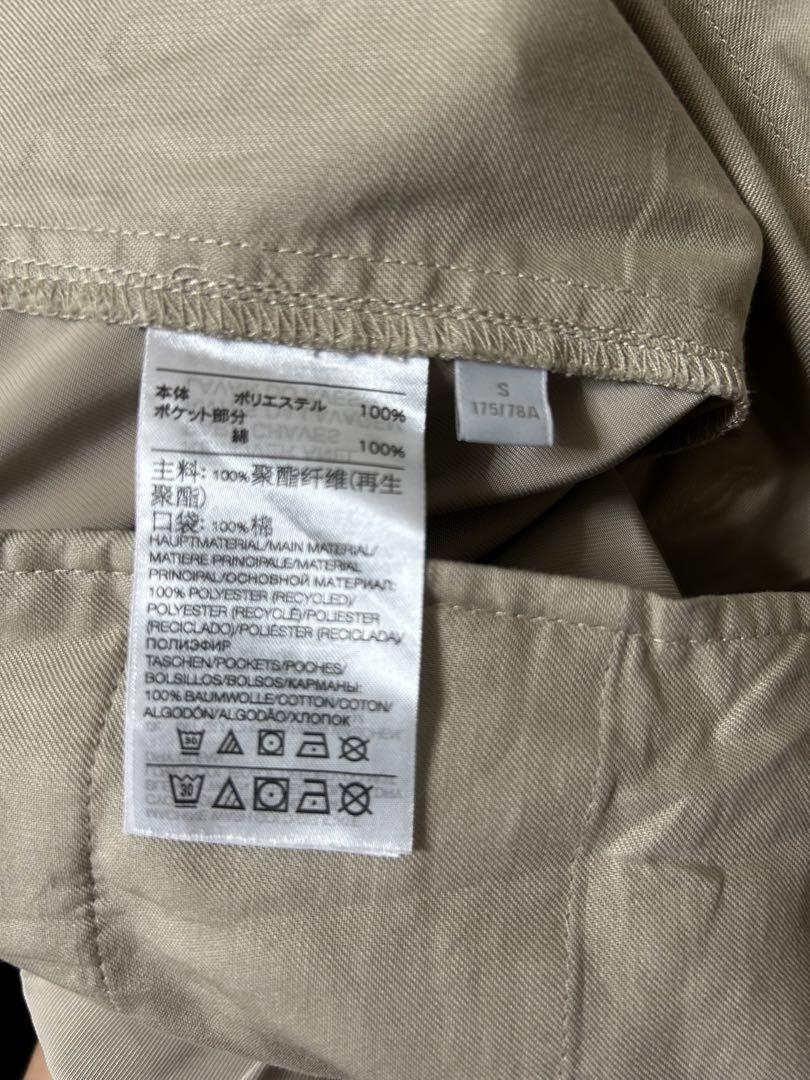 本体 ポリエステル 100%
ポケット部分
綿 100%
主料: 100%聚酯纤维(再生
聚酯)
口袋: 100%棉
HAUPTMATERIAL/MAIN MATERIAL/
MATIERE PRINCIPALE/MATERIAL
PRINCIPAL/ОСНОВНОЙ МАТЕРИАЛ:
100% POLYESTER (RECYCLED)/
POLYESTER (RECYCLÉ)/POLIESTER
(RECICLADO)/POLIÉSTER (RECICLADA)/
ПОЛИЭФИР
TASCHEN/POCKETS/POCHES/
BOLSILLOS/BOLSOS/КАРМАНЫ:
100% BAUMWOLLE/COTTON/COTON/
ALGODÓN/ALGODÃO/ХЛОПОК
30
30
S
175/78A